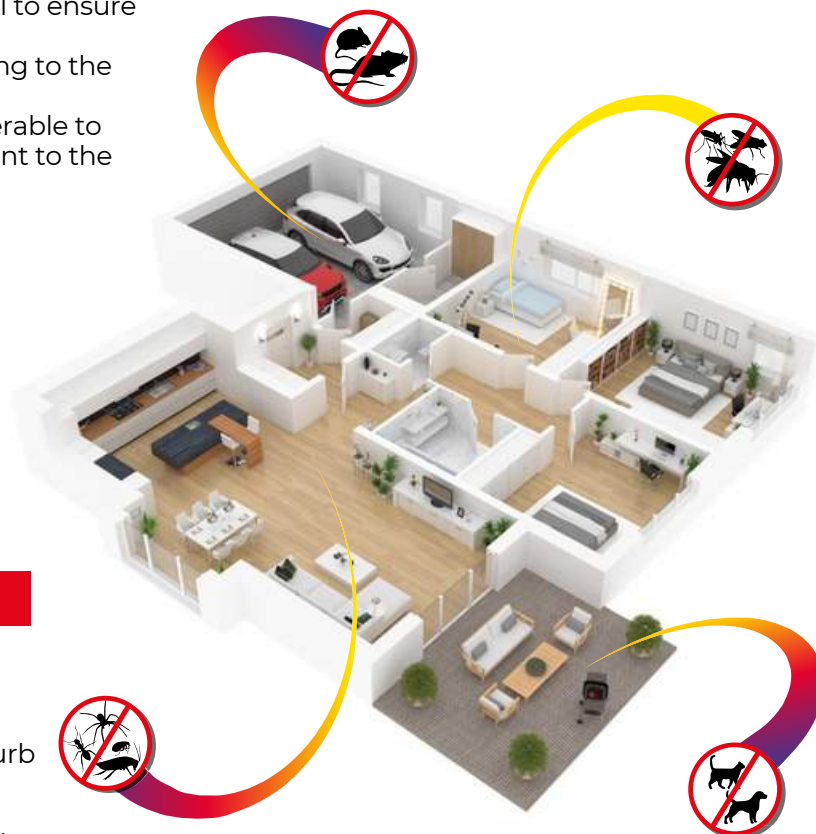 to ensure
ng to the
erable to
nt to the
urb